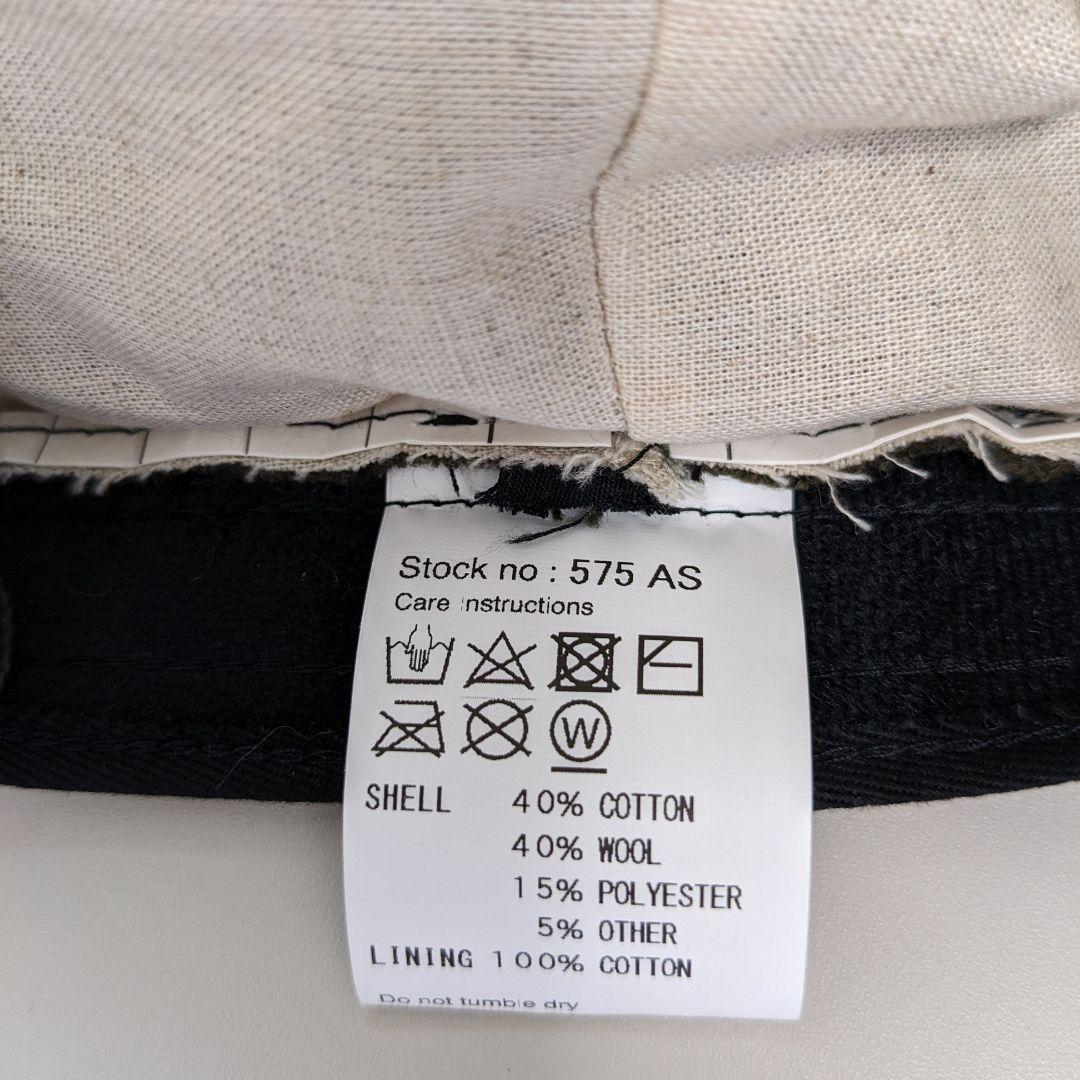 Stock no : 575 AS
Care Instructions
W
SHELL 40% COTTON
40% WOOL
15% POLYESTER
5% OTHER
LINING 100% COTTON
Do not tumble dry